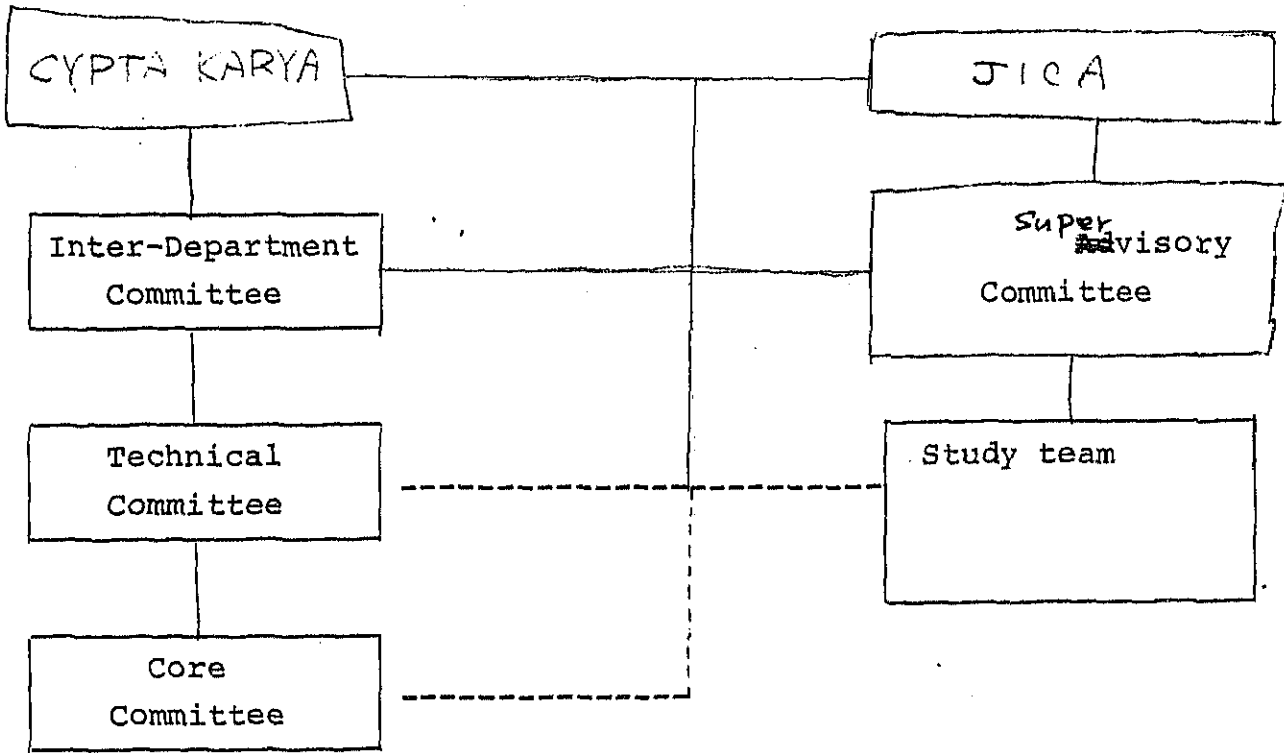 CYPTA KARYA
JICA
Inter-Department
Committee
Super
Advisory
Committee
Technical
Committee
Study team
Core
Committee